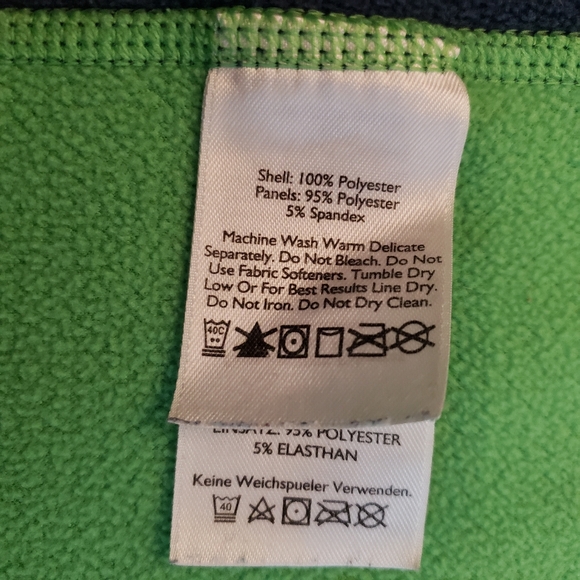 Shell: 100% Polyester
Panels: 95% Polyester
5% Spandex
Machine Wash Warm Delicate
Separately. Do Not Bleach. Do Not
Use Fabric Softeners. Tumble Dry
Low Or For Best Results Line Dry.
Do Not Iron. Do Not Dry Clean.
40C
EINSATZ: 95% POLYESTER
5% ELASTHAN
Keine Weichspueler Verwenden.
40